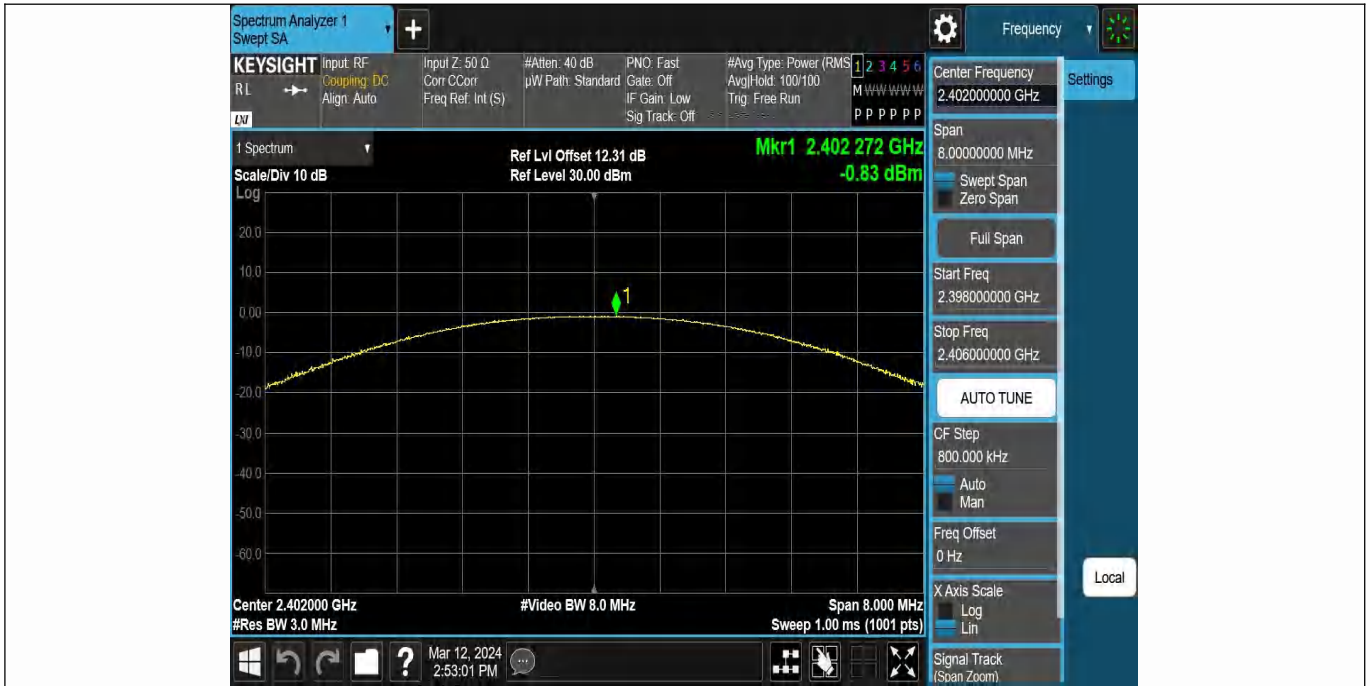 Spectrum Analyzer 1
Swept SA
+
Frequency
KEYSIGHT
R L
LXI
Input: RF
Coupling: DC
Align: Auto
Input Z: 50 Ω
Corr CCorr
Freq Ref: Int (S)
#Atten: 40 dB
µW Path: Standard
PNO: Fast
Gate: Off
IF Gain: Low
Sig Track: Off
#Avg Type: Power (RMS
Avg|Hold: 100/100
Trig: Free Run
1 2 3 4 5 6
M W W W W W
P P P P P P
1 Spectrum
Scale/Div 10 dB
Log
Ref Lvl Offset 12.31 dB
Ref Level 30.00 dBm
Mkr1 2.402 272 GHz
-0.83 dBm
20.0
10.0
0.00
-10.0
-20.0
-30.0
-40.0
-50.0
-60.0
1
Center 2.402000 GHz
#Res BW 3.0 MHz
#Video BW 8.0 MHz
Span 8.000 MHz
Sweep 1.00 ms (1001 pts)
Center Frequency
2.402000000 GHz
Settings
Span
8.00000000 MHz
Swept Span
Zero Span
Full Span
Start Freq
2.398000000 GHz
Stop Freq
2.406000000 GHz
AUTO TUNE
CF Step
800.000 kHz
Auto
Man
Freq Offset
0 Hz
X Axis Scale
Log
Lin
Signal Track
(Span Zoom)
Local
?
Mar 12, 2024
2:53:01 PM